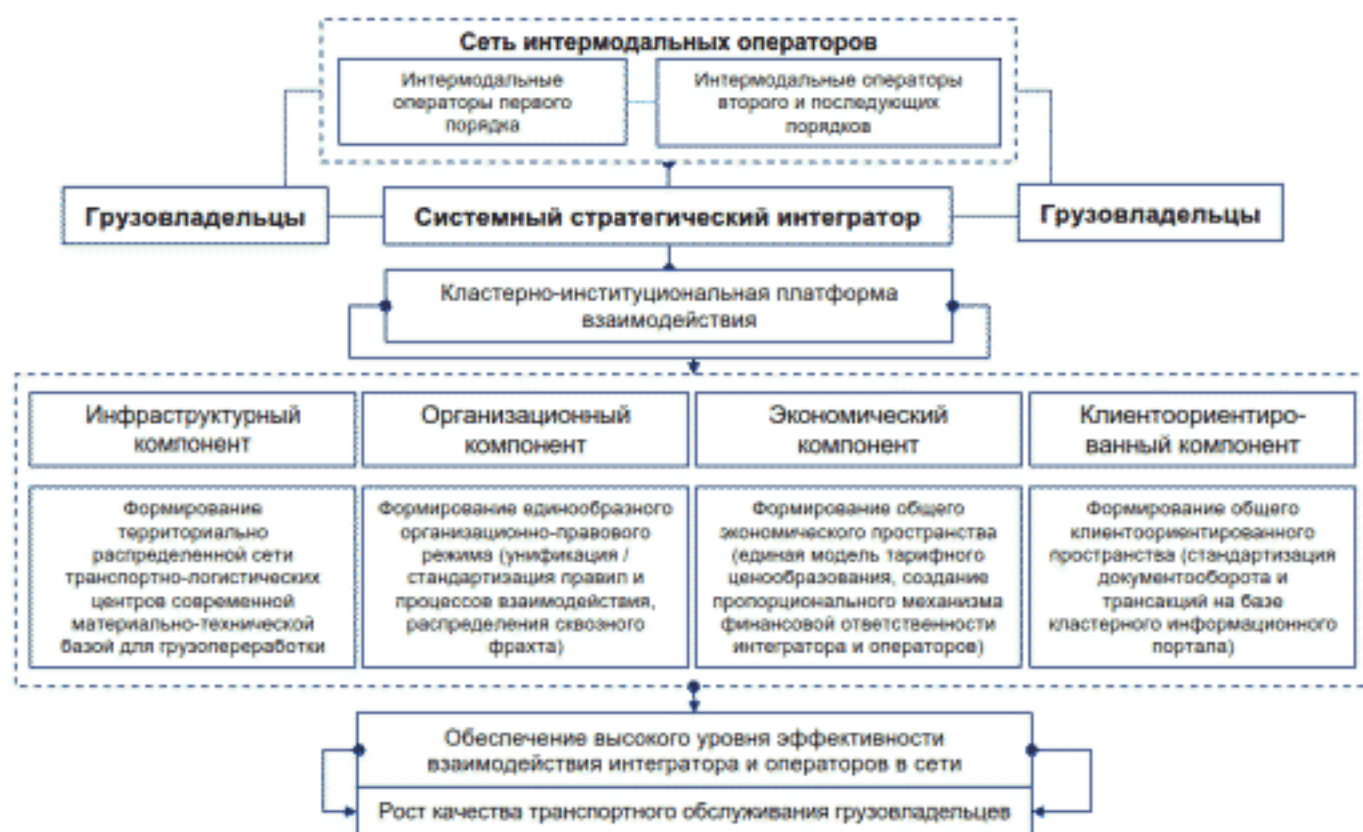 Сеть интермодальных операторов
Интермодальные
операторы первого
порядка
Интермодальные операторы
второго и последующих
порядков
Грузовладельцы
Системный стратегический интегратор
Грузовладельцы
Кластерно-институциональная платформа
взаимодействия
Инфраструктурный
компонент
Организационный
компонент
Экономический
компонент
Клиентоориентиро-
ванный компонент
Формирование
территориально
распределенной сети
транспортно-логистических
центров современной
материально-технической
базой для грузопереработки
Формирование единообразного
организационно-правового
режима (унификация /
стандартизация правил и
процессов взаимодействия,
распределения сквозного
фрахта)
Формирование общего
экономического пространства
(единая модель тарифного
ценообразования, создание
пропорционального механизма
финансовой ответственности
интегратора и операторов)
Формирование общего
клиентоориентированного
пространства (стандартизация
документооборота и
трансакций на базе
кластерного информационного
портала)
Обеспечение высокого уровня эффективности
взаимодействия интегратора и операторов в сети
Рост качества транспортного обслуживания грузовладельцев